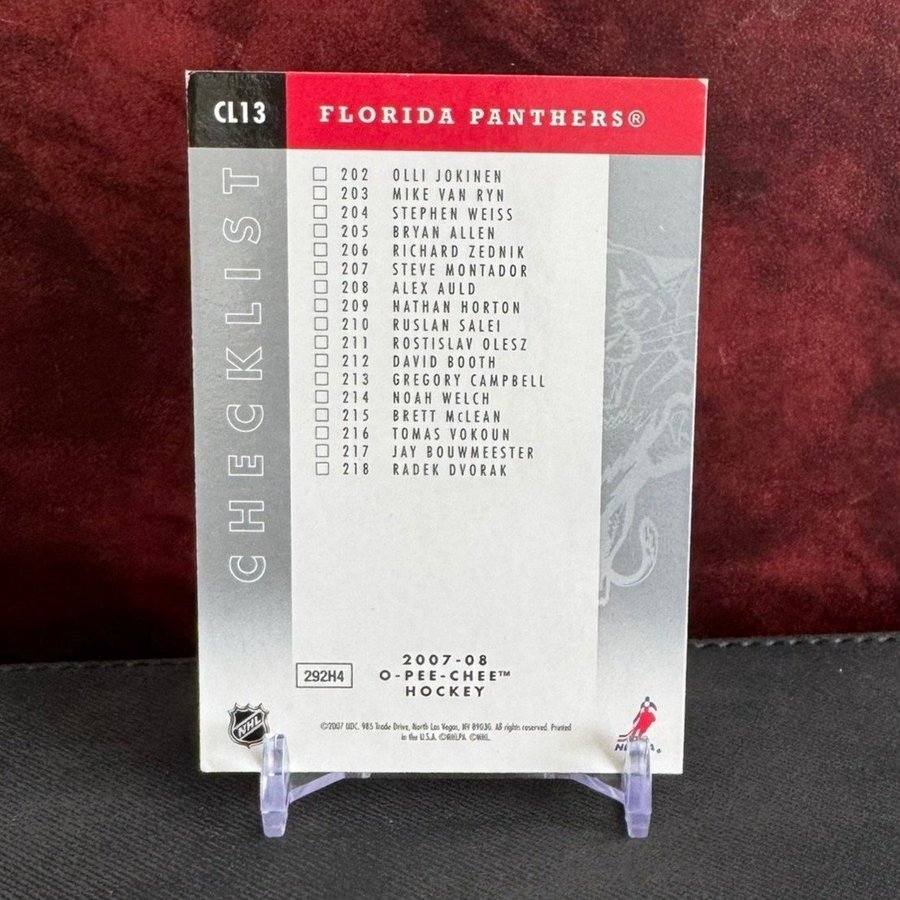 CL13 FLORIDA PANTHERS®
CHECKLIST
202 OLLI JOKINEN
203 MIKE VAN RYN
204 STEPHEN WEISS
205 BRYAN ALLEN
206 RICHARD ZEDNIK
207 STEVE MONTADOR
208 ALEX AULD
209 NATHAN HORTON
210 RUSLAN SALEI
211 ROSTISLAV OLESZ
212 DAVID BOOTH
213 GREGORY CAMPBELL
214 NOAH WELCH
215 BRETT McLEAN
216 TOMAS VOKOUN
217 JAY BOUWMEESTER
218 RADEK DVORAK
292H4
2007-08
O-PEE-CHEE™
HOCKEY
NHL
©2007 UDC. 985 Trade Drive, North Las Vegas, NV 89030. All rights reserved. Printed
in the U.S.A. ©NHLPA ©NHL.